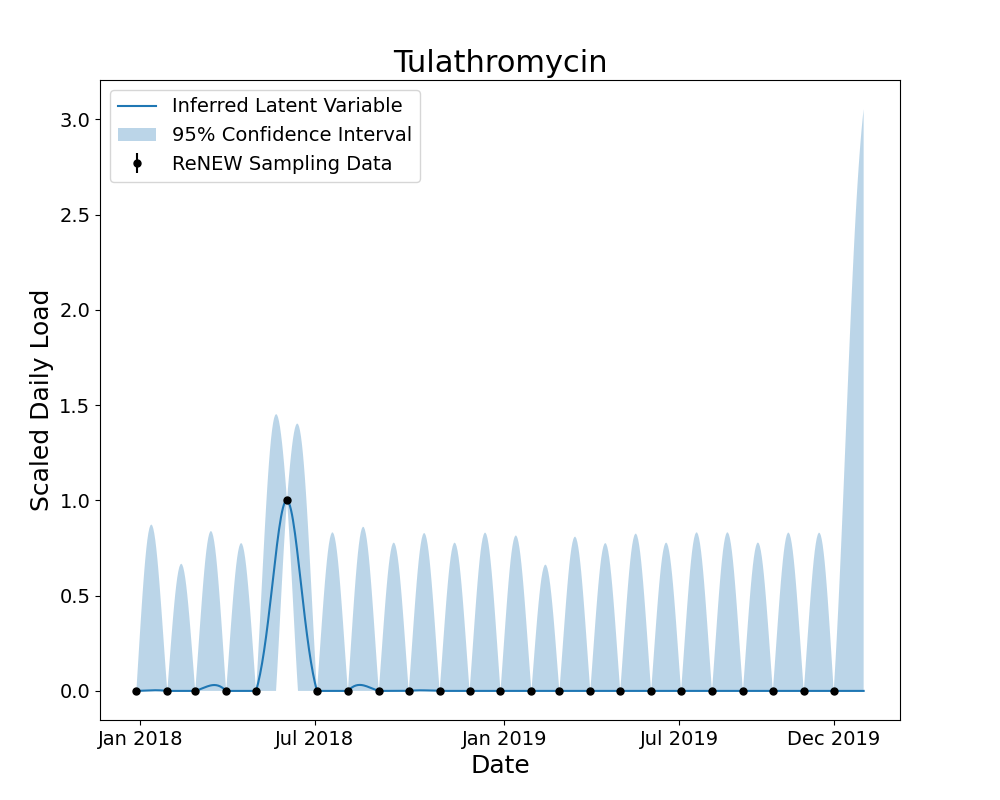 Tulathromycin
Inferred Latent Variable
95% Confidence Interval
ReNEW Sampling Data
Scaled Daily Load
3.0
2.5
2.0
1.5
1.0
0.5
0.0
Jan 2018 Jul 2018 Jan 2019 Jul 2019 Dec 2019
Date